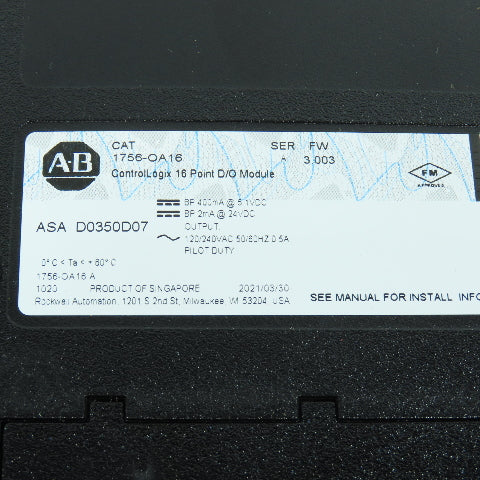 A-B
CAT SER FW
1756-OA16 A 3.003
ControlLogix 16 Point D/O Module
FM
APPROVED
BP 400mA @ 5.1VDC
BP 2mA @ 24VDC
ASA D0350D07
OUTPUT:
120/240VAC 50/60HZ 0.5A
PILOT DUTY
0°C < Ta < + 60°C
1756-OA16 A
1020 PRODUCT OF SINGAPORE 2021/03/30
Rockwell Automation, 1201 S 2nd St, Milwaukee, WI 53204, USA
SEE MANUAL FOR INSTALL INFO